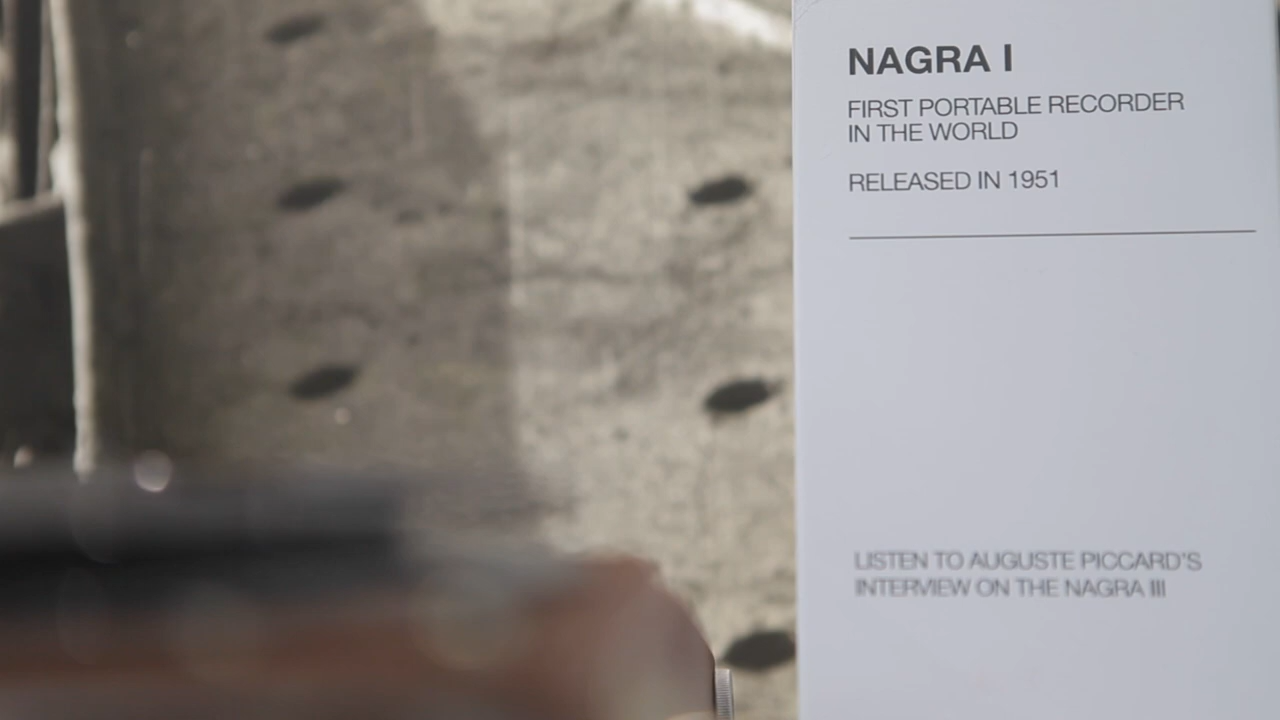 NAGRA I
FIRST PORTABLE RECORDER
IN THE WORLD
RELEASED IN 1951
LISTEN TO AUGUSTE PICCARD'S
INTERVIEW ON THE NAGRA III